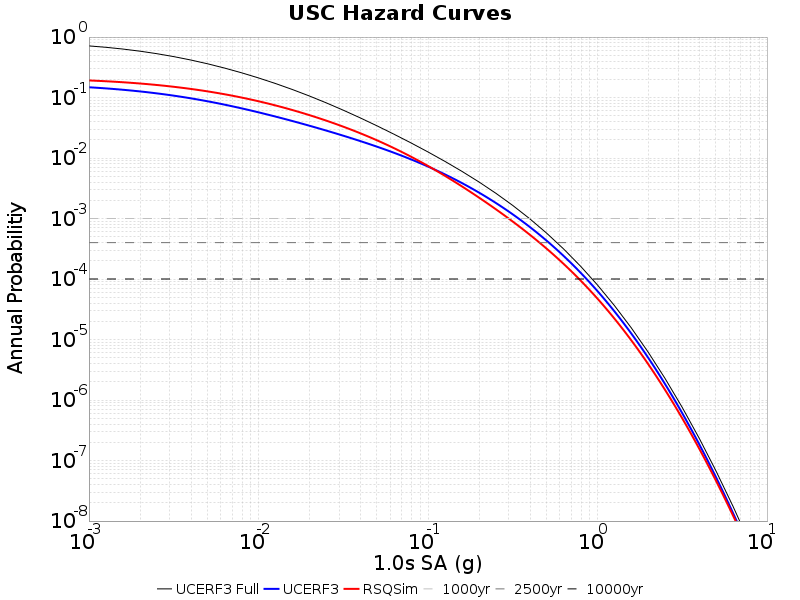 USC Hazard Curves
Annual Probabilitiy
10^0
10^-1
10^-2
10^-3
10^-4
10^-5
10^-6
10^-7
10^-8
10^-3 10^-2 10^-1 10^0 10^1
1.0s SA (g)
UCERF3 Full UCERF3 RSQSim 1000yr 2500yr 10000yr